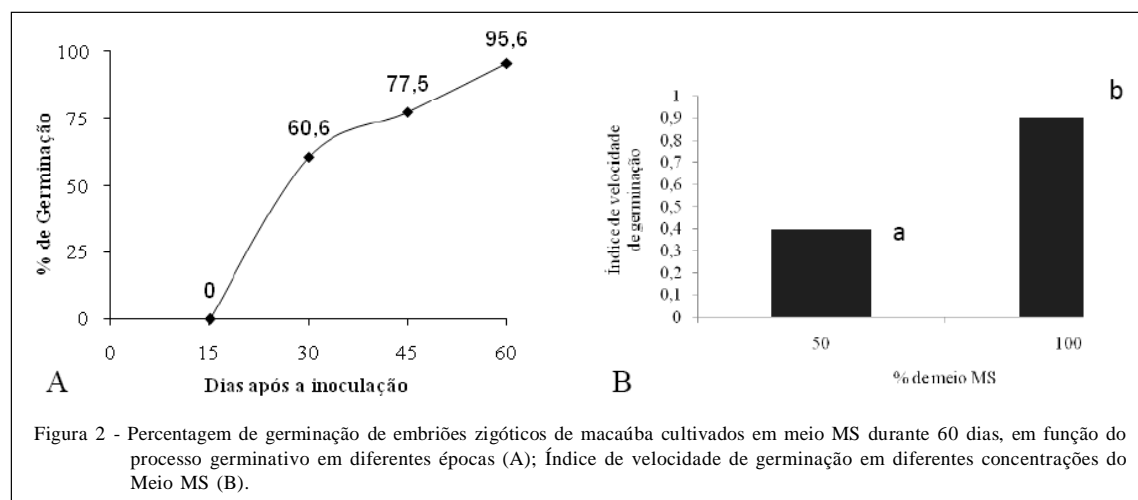 100
75
50
25
0
% de Germinação
0
60,6
77,5
95,6
0 15 30 45 60
Dias após a inoculação
A
1
0,9
0,8
0,7
0,6
0,5
0,4
0,3
0,2
0,1
0
Índice de velocidade
de germinação
a
b
50 100
% de meio MS
B
Figura 2 - Percentagem de germinação de embriões zigóticos de macaúba cultivados em meio MS durante 60 dias, em função do
processo germinativo em diferentes épocas (A); Índice de velocidade de germinação em diferentes concentrações do
Meio MS (B).